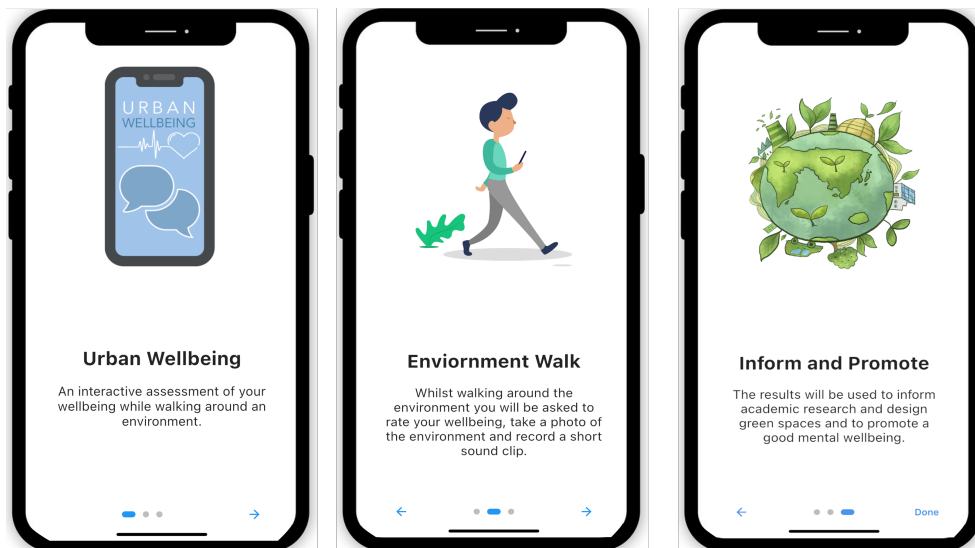 URBAN
WELLBEING
Urban Wellbeing
An interactive assessment of your
wellbeing while walking around an
environment.
Enviornment Walk
Whilst walking around the
environment you will be asked to
rate your wellbeing, take a photo of
the environment and record a short
sound clip.
Inform and Promote
The results will be used to inform
academic research and design
green spaces and to promote a
good mental wellbeing.
Done